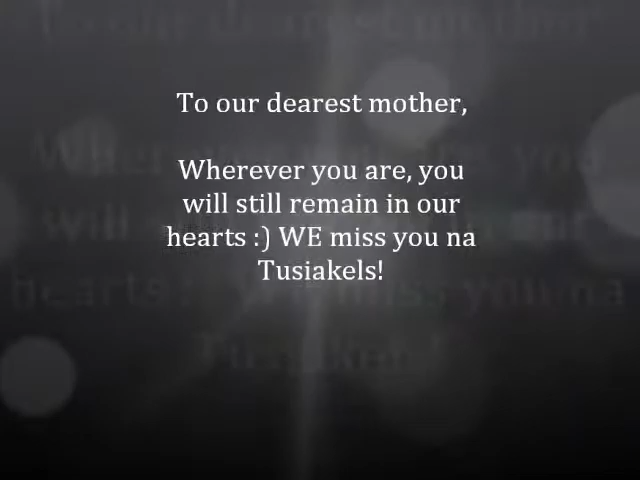 To our dearest mother,
Wherever you are, you
will still remain in our
hearts :) WE miss you na
Tusiakels!